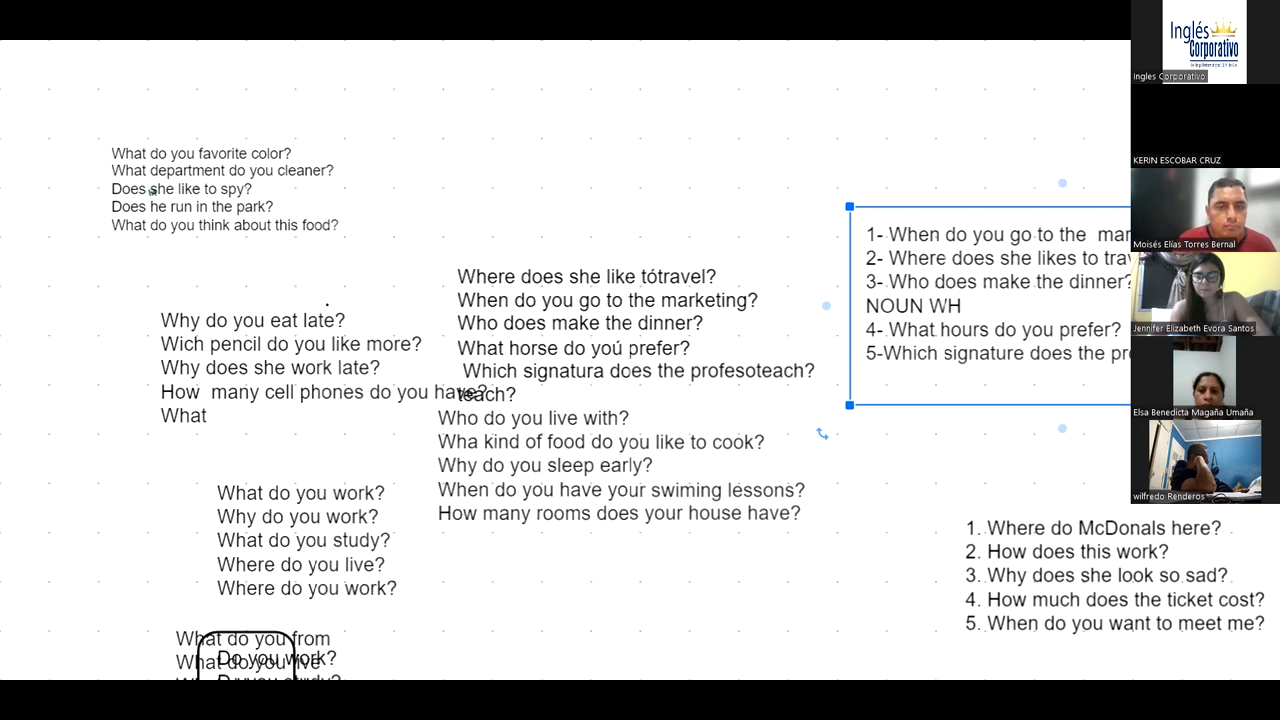 What do you favorite color?
What department do you cleaner?
Does she like to spy?
Does he run in the park?
What do you think about this food?
Why do you eat late?
Wich pencil do you like more?
Why does she work late?
How many cell phones do you have?
What
Where does she like tótravel?
When do you go to the marketing?
Who does make the dinner?
What horse do yoú prefer?
Which signatura does the profesoteach?
teach?
Who do you live with?
Wha kind of food do you like to cook?
Why do you sleep early?
When do you have your swiming lessons?
How many rooms does your house have?
What do you work?
Why do you work?
What do you study?
Where do you live?
Where do you work?
What do you from
Do you work?
What do you live
1- When do you go to the mar
2- Where does she likes to trav
3- Who does make the dinner?
NOUN WH
4- What hours do you prefer?
5-Which signature does the pro
1. Where do McDonals here?
2. How does this work?
3. Why does she look so sad?
4. How much does the ticket cost?
5. When do you want to meet me?
Inglés
Corporativo
Ingles Corporativo
KERIN ESCOBAR CRUZ
Moisés Elías Torres Bernal
Jennifer Elizabeth Evora Santos
Elsa Benedicta Magaña Umaña
wilfredo Renderos